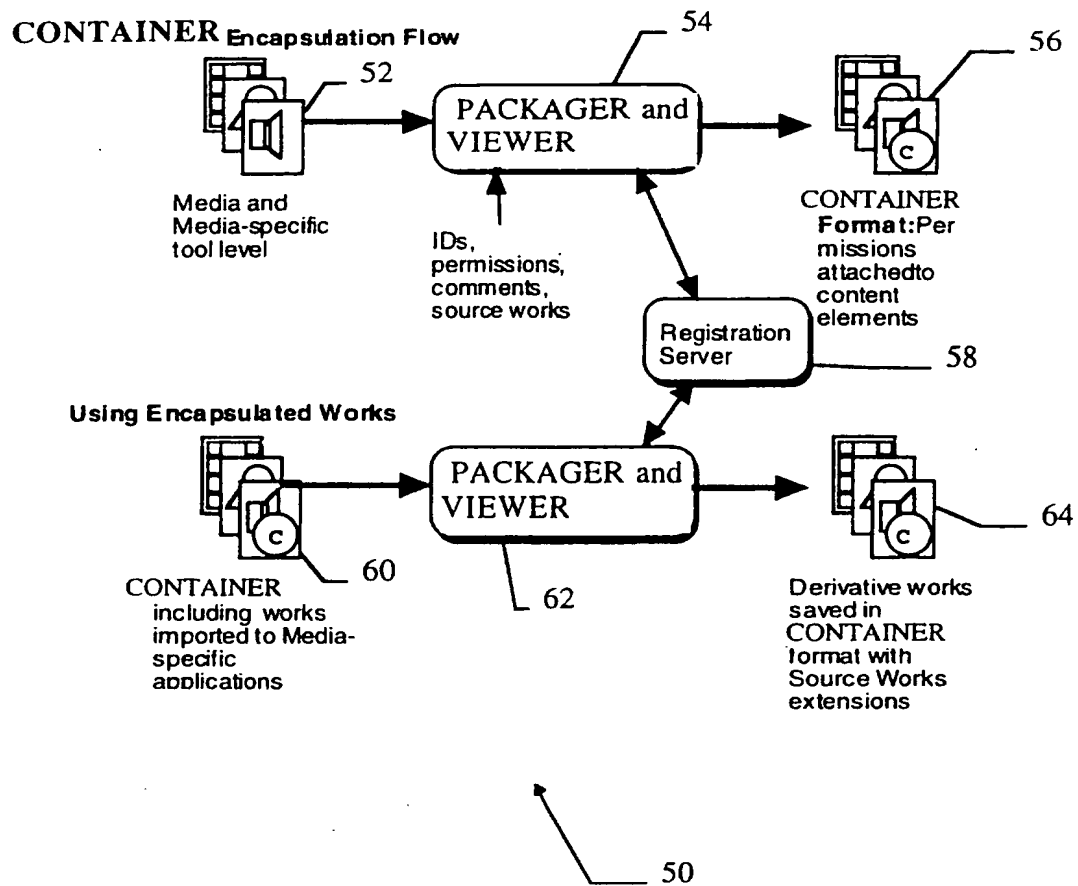 CONTAINER Encapsulation Flow
52
54
56
PACKAGER and
VIEWER
C
Media and
Media-specific
tool level
IDs,
permissions,
comments,
source works
CONTAINER
Format:Per
missions
attachedto
content
elements
Registration
Server
58
Using Encapsulated Works
PACKAGER and
VIEWER
C
C
60
62
64
CONTAINER
including works
imported to Media-
specific
applications
Derivative works
saved in
CONTAINER
format with
Source Works
extensions
50